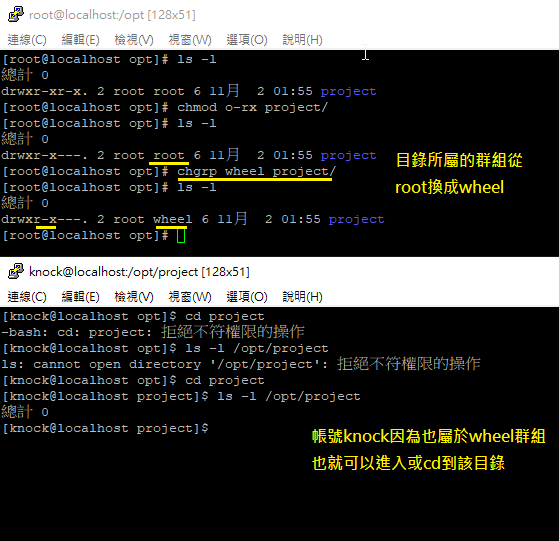 root@localhost:/opt [128x51]
連線(C) 編輯(E) 檢視(V) 視窗(W) 選項(O) 說明(H)
[root@localhost opt]# ls -l
總計 0
drwxr-xr-x. 2 root root 6 11月  2 01:55 project
[root@localhost opt]# chmod o-rx project/
[root@localhost opt]# ls -l
總計 0
drwxr-x---. 2 root root 6 11月  2 01:55 project
[root@localhost opt]# chgrp wheel project/
[root@localhost opt]# ls -l
總計 0
drwxr-x---. 2 root wheel 6 11月  2 01:55 project
[root@localhost opt]#
目錄所屬的群組從
root換成wheel
knock@localhost:/opt/project [128x51]
連線(C) 編輯(E) 檢視(V) 視窗(W) 選項(O) 說明(H)
[knock@localhost opt]$ cd project
-bash: cd: project: 拒絕不符權限的操作
[knock@localhost opt]$ ls -l /opt/project
ls: cannot open directory '/opt/project': 拒絕不符權限的操作
[knock@localhost opt]$ cd project
[knock@localhost project]$ ls -l /opt/project
總計 0
[knock@localhost project]$
帳號knock因為也屬於wheel群組
也就可以進入或cd到該目錄